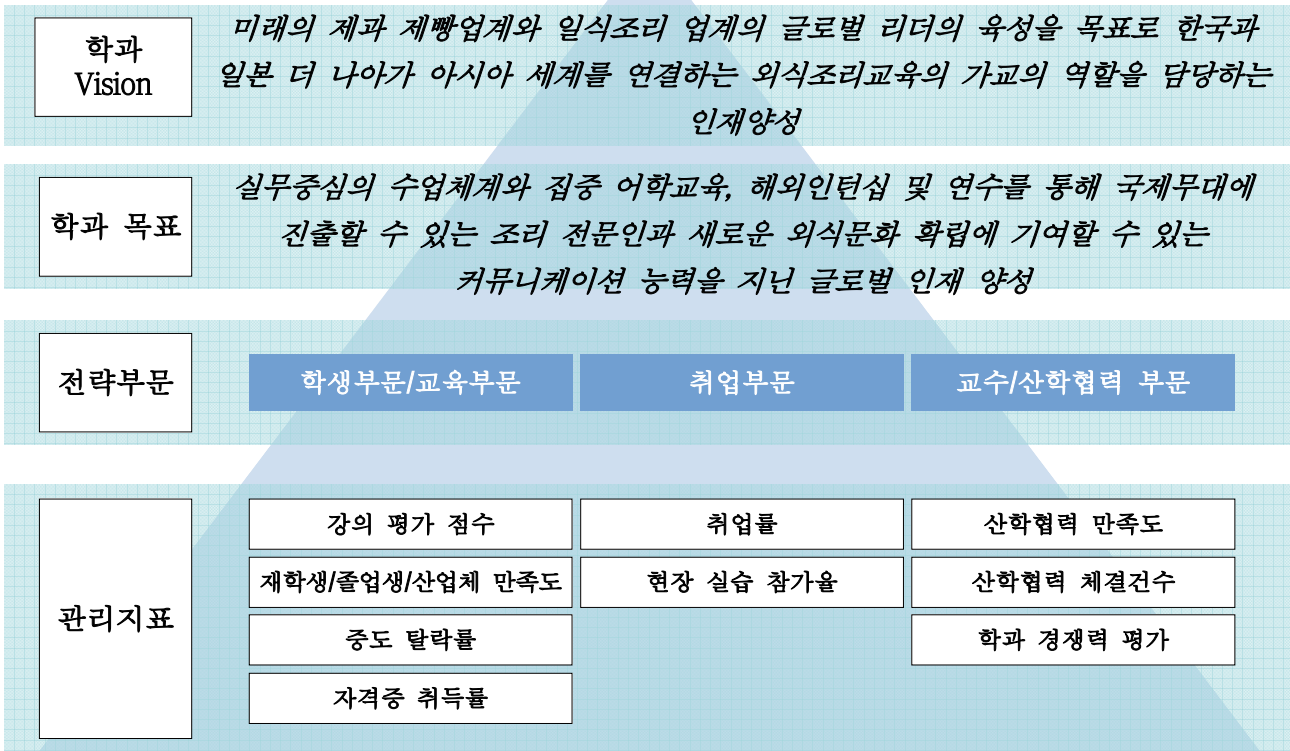 학과
Vision
미래의 제과 제빵업계와 일식조리 업계의 글로벌 리더의 육성을 목표로 한국과
일본 더 나아가 아시아 세계를 연결하는 외식조리교육의 가교의 역할을 담당하는
인재양성
학과 목표
실무중심의 수업체계와 집중 어학교육, 해외인턴십 및 연수를 통해 국제무대에
진출할 수 있는 조리 전문인과 새로운 외식문화 확립에 기여할 수 있는
커뮤니케이션 능력을 지닌 글로벌 인재 양성
전략부문
학생부문/교육부문
취업부문
교수/산학협력 부문
관리지표
강의 평가 점수
취업률
산학협력 만족도
재학생/졸업생/산업체 만족도
현장 실습 참가율
산학협력 체결건수
중도 탈락률
학과 경쟁력 평가
자격증 취득률